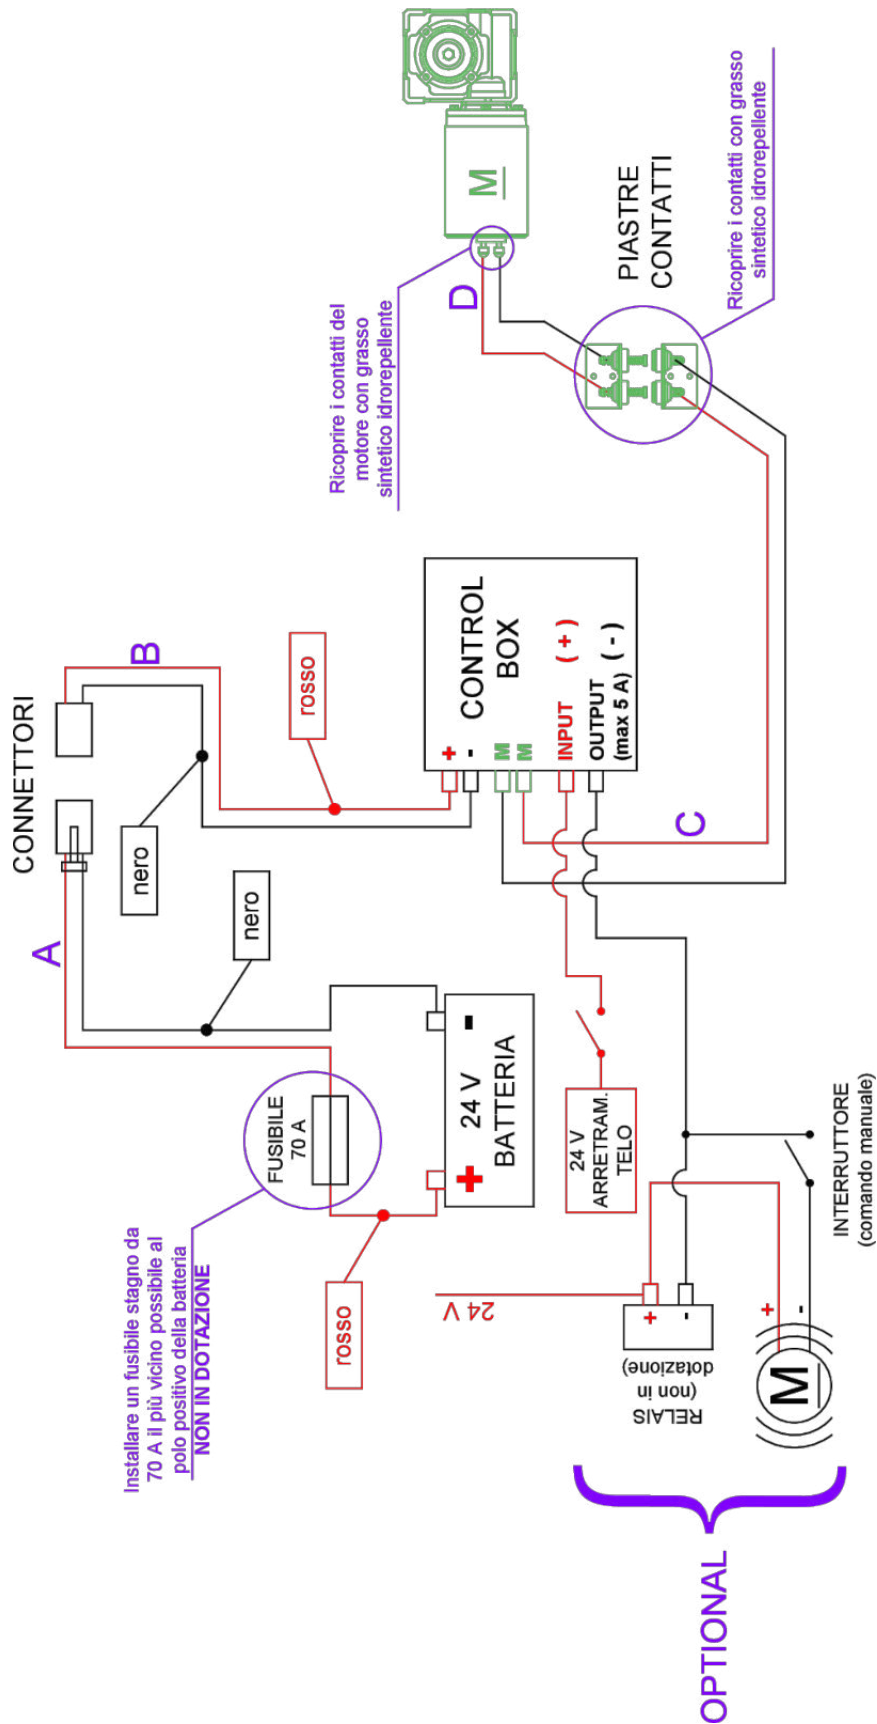 CONNETTORI
A
B
nero
nero
rosso
rosso
FUSIBILE
70 A
Installare un fusibile stagno da
70 A il più vicino possibile al
polo positivo della batteria
NON IN DOTAZIONE
+
-
24 V
BATTERIA
+
-
CONTROL
BOX
M
M
INPUT (+)
OUTPUT (-)
(max 5 A)
C
D
M
Ricoprire i contatti del
motore con grasso
sintetico idrorepellente
PIASTRE
CONTATTI
Ricoprire i contatti con grasso
sintetico idrorepellente
24 V
ARRETRAM.
TELO
24 V
+
-
RELAIS
(non in
dotazione)
+
-
M
INTERRUTTORE
(comando manuale)
OPTIONAL